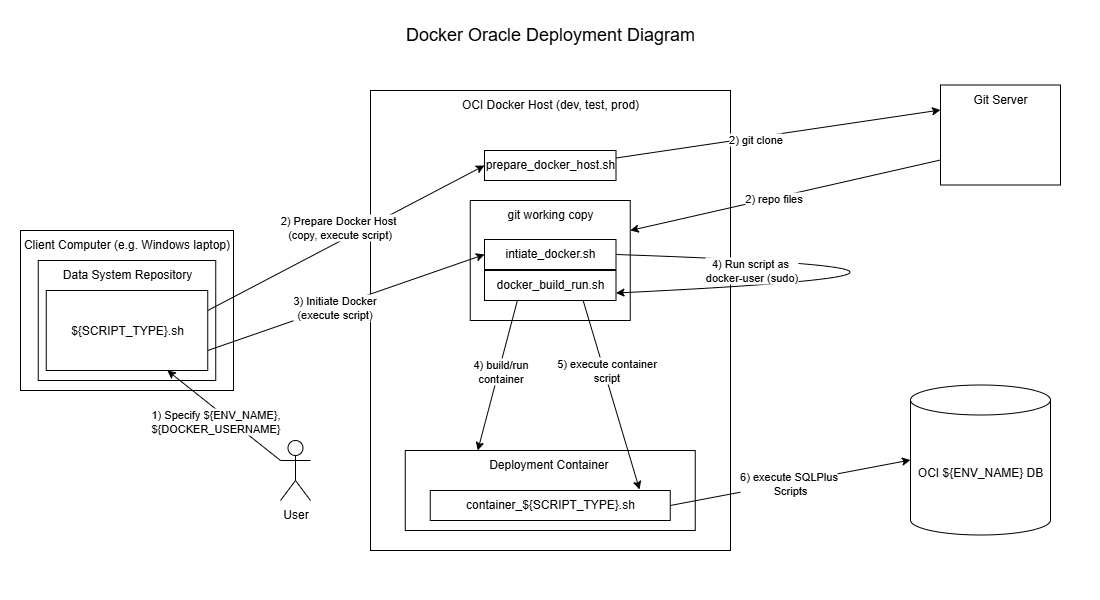 Docker Oracle Deployment Diagram
OCI Docker Host (dev, test, prod)
Git Server
prepare_docker_host.sh
2) git clone
2) repo files
git working copy
intiate_docker.sh
docker_build_run.sh
4) Run script as
docker-user (sudo)
2) Prepare Docker Host
(copy, execute script)
Client Computer (e.g. Windows laptop)
Data System Repository
${SCRIPT_TYPE}.sh
3) Initiate Docker
(execute script)
1) Specify ${ENV_NAME},
${DOCKER_USERNAME}
User
4) build/run
container
5) execute container
script
Deployment Container
container_${SCRIPT_TYPE}.sh
6) execute SQLPlus
Scripts
OCI ${ENV_NAME} DB